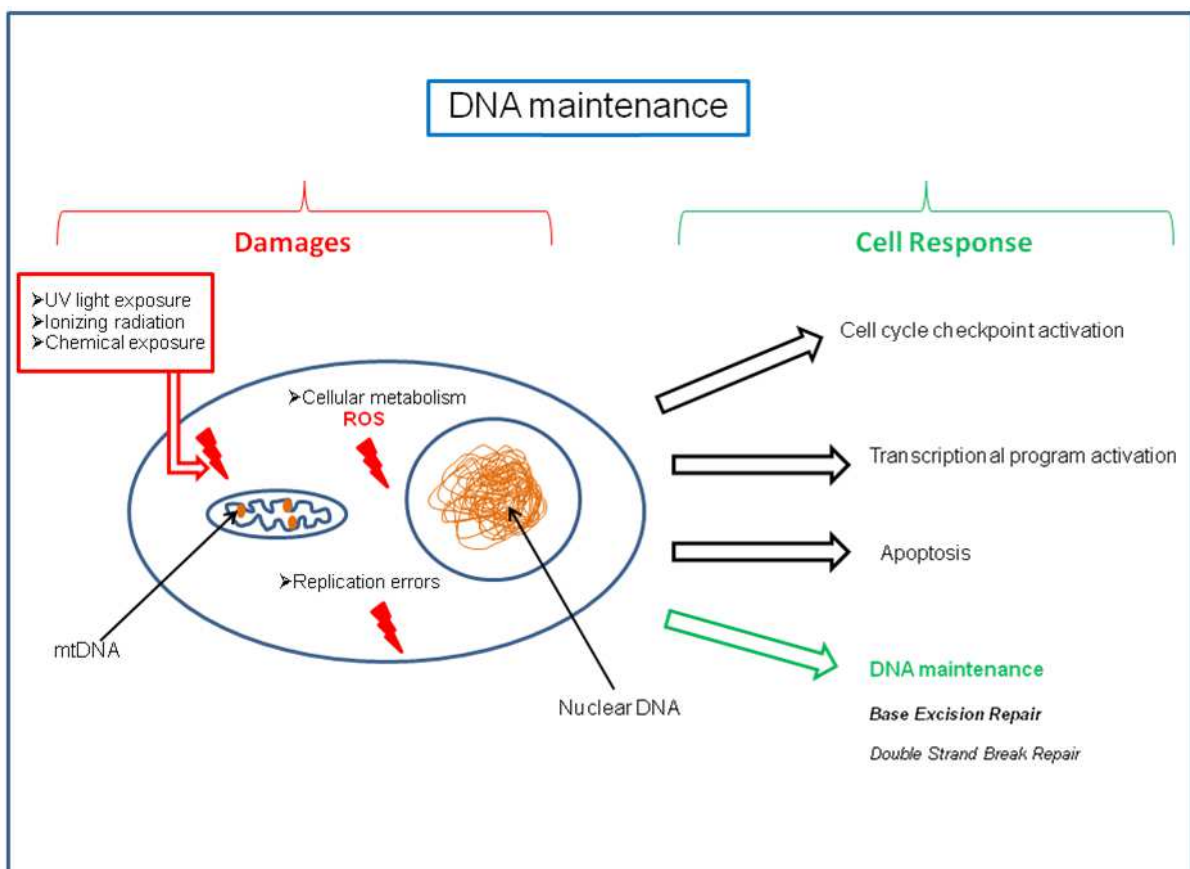 DNA maintenance
Damages
Cell Response
➢UV light exposure
➢Ionizing radiation
➢Chemical exposure
➢Cellular metabolism
ROS
➢Replication errors
mtDNA
Nuclear DNA
Cell cycle checkpoint activation
Transcriptional program activation
Apoptosis
DNA maintenance
Base Excision Repair
Double Strand Break Repair